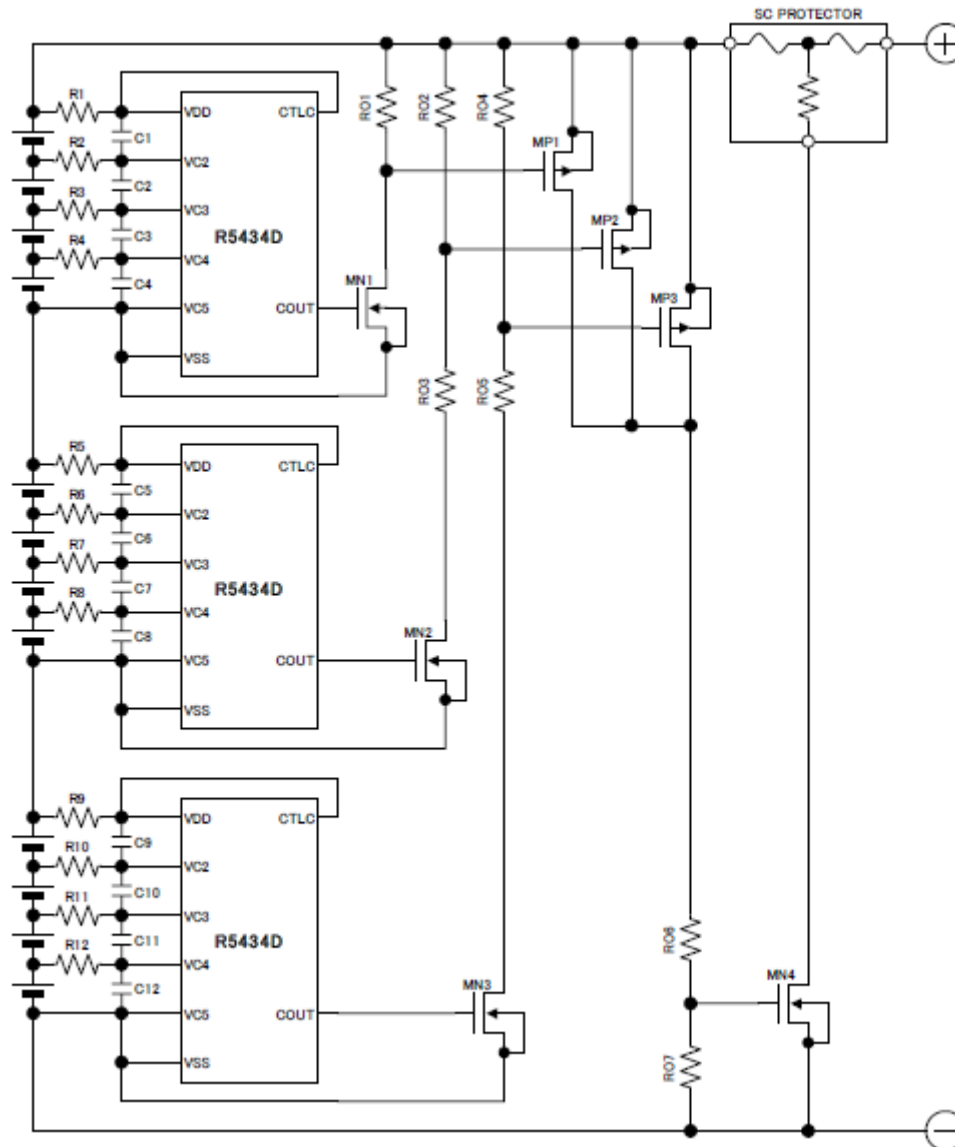 SC PROTECTOR
R1
VDD
CTLC
C1
RO1
RO2
RO4
R2
VC2
C2
MP1
R3
VC3
C3
R5434D
MP2
R4
VC4
C4
MN1
VC5
COUT
MP3
VSS
RO3
RO5
R5
VDD
CTLC
C5
R6
VC2
C6
R7
VC3
C7
R5434D
R8
VC4
C8
MN2
VC5
COUT
VSS
R9
VDD
CTLC
C9
R10
VC2
C10
R11
VC3
C11
R5434D
RO6
R12
VC4
C12
MN3
MN4
VC5
COUT
VSS
RO7